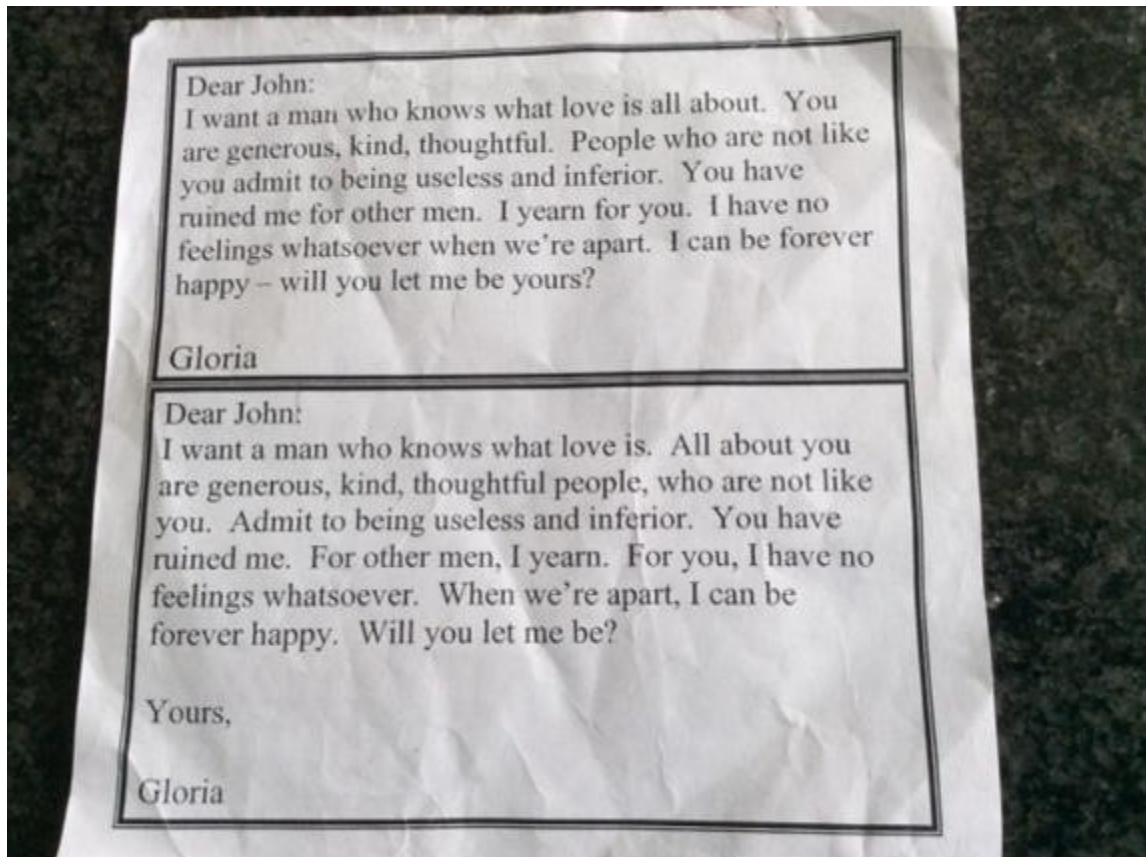 Dear John:
I want a man who knows what love is all about. You
are generous, kind, thoughtful. People who are not like
you admit to being useless and inferior. You have
ruined me for other men. I yearn for you. I have no
feelings whatsoever when we're apart. I can be forever
happy – will you let me be yours?
Gloria
Dear John:
I want a man who knows what love is. All about you
are generous, kind, thoughtful people, who are not like
you. Admit to being useless and inferior. You have
ruined me. For other men, I yearn. For you, I have no
feelings whatsoever. When we're apart, I can be
forever happy. Will you let me be?
Yours,
Gloria